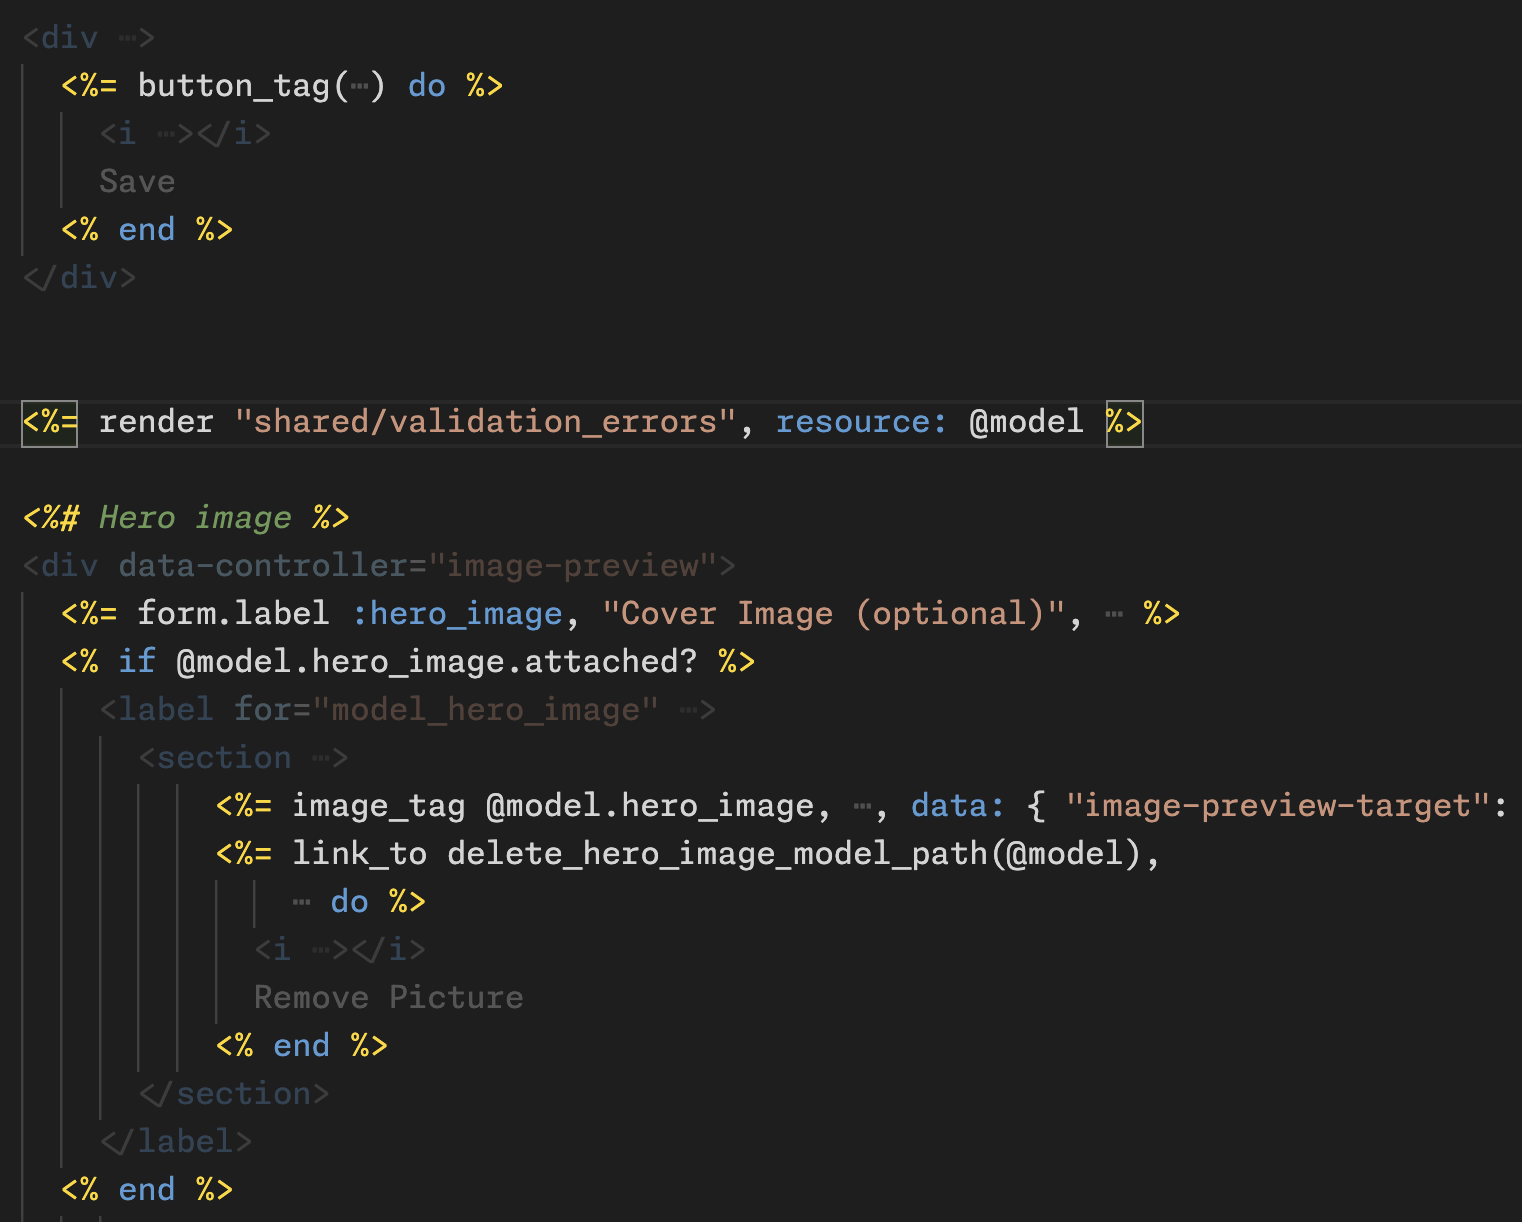 <div ⋯>
<%= button_tag(⋯) do %>
<i ⋯></i>
Save
<% end %>
</div>
<%= render "shared/validation_errors", resource: @model %>
<%# Hero image %>
<div data-controller="image-preview">
<%= form.label :hero_image, "Cover Image (optional)", ⋯ %>
<% if @model.hero_image.attached? %>
<label for="model_hero_image" ⋯>
<section ⋯>
<%= image_tag @model.hero_image, ⋯, data: { "image-preview-target":
<%= link_to delete_hero_image_model_path(@model),
⋯ do %>
<i ⋯></i>
Remove Picture
<% end %>
</section>
</label>
<% end %>